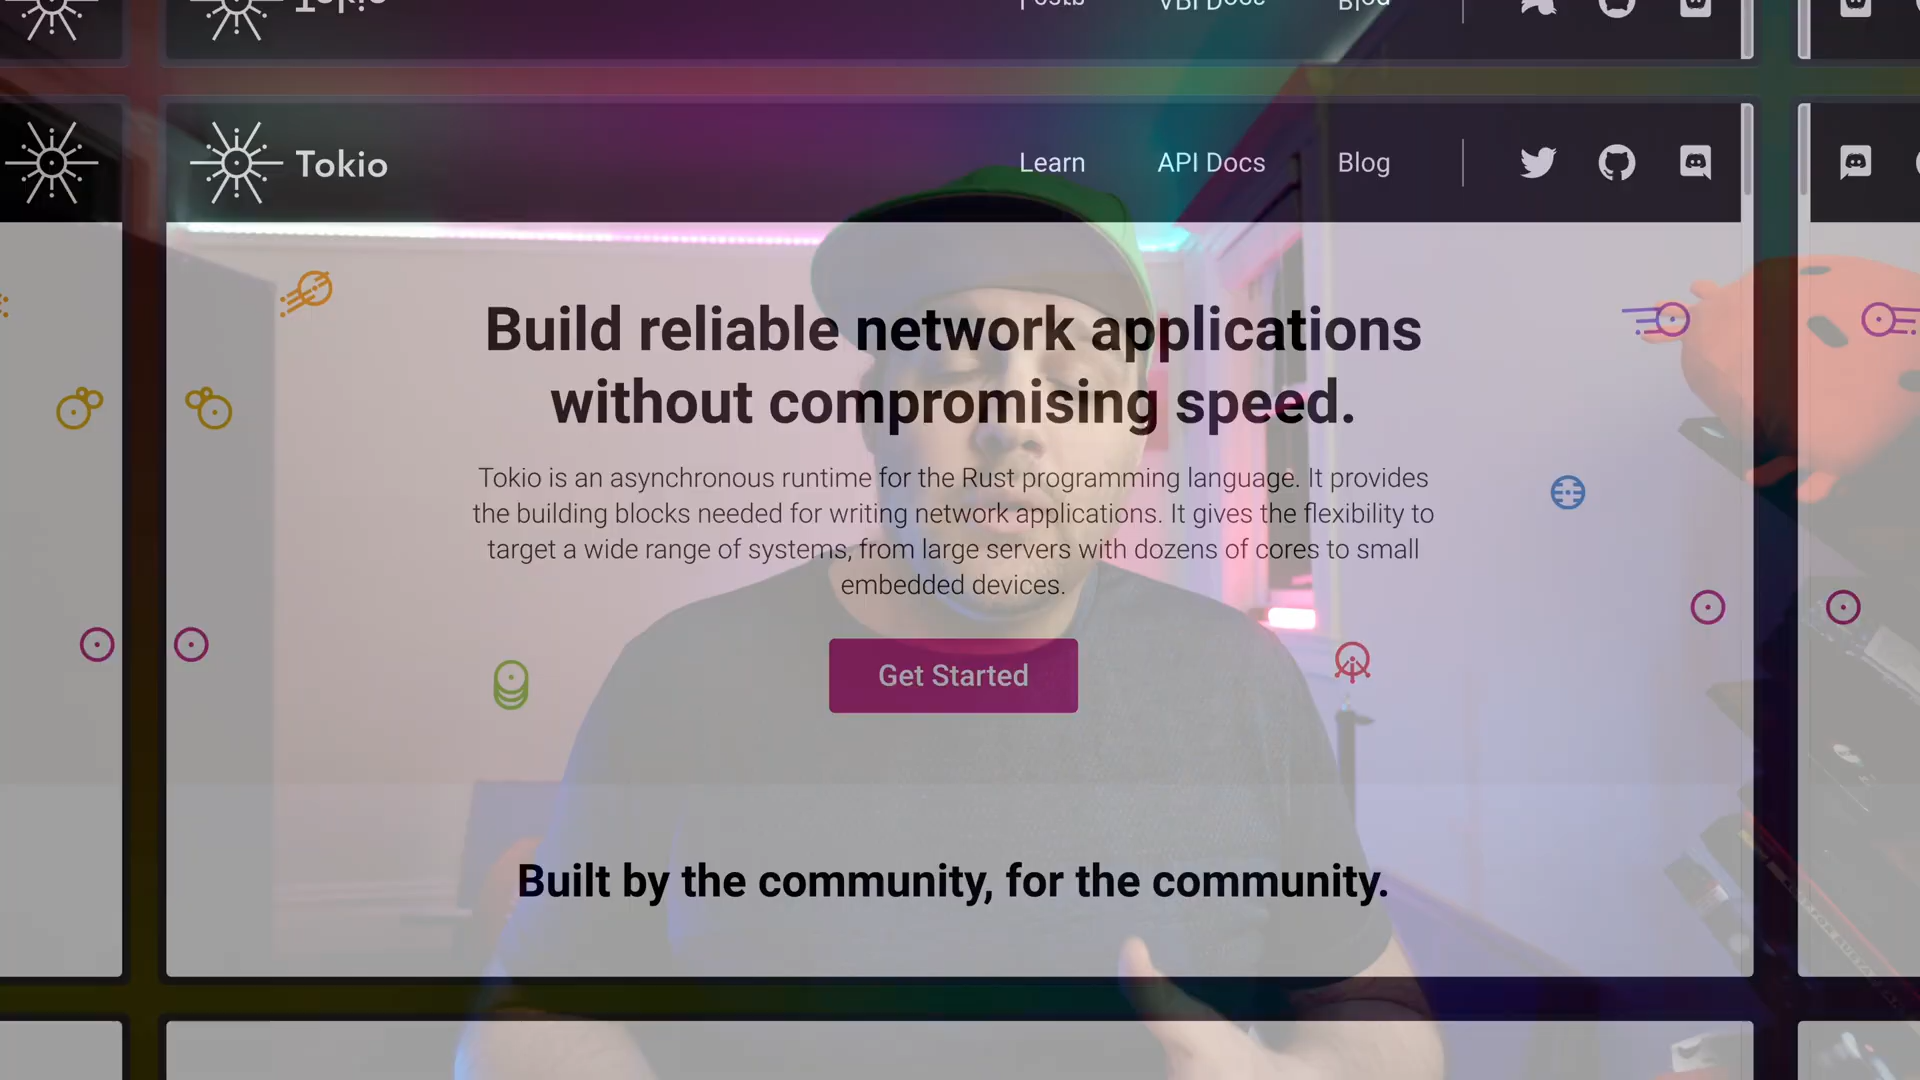 Tokio
Learn
API Docs
Blog
Build reliable network applications
without compromising speed.
Tokio is an asynchronous runtime for the Rust programming language. It provides
the building blocks needed for writing network applications. It gives the flexibility to
target a wide range of systems, from large servers with dozens of cores to small
embedded devices.
Get Started
Built by the community, for the community.